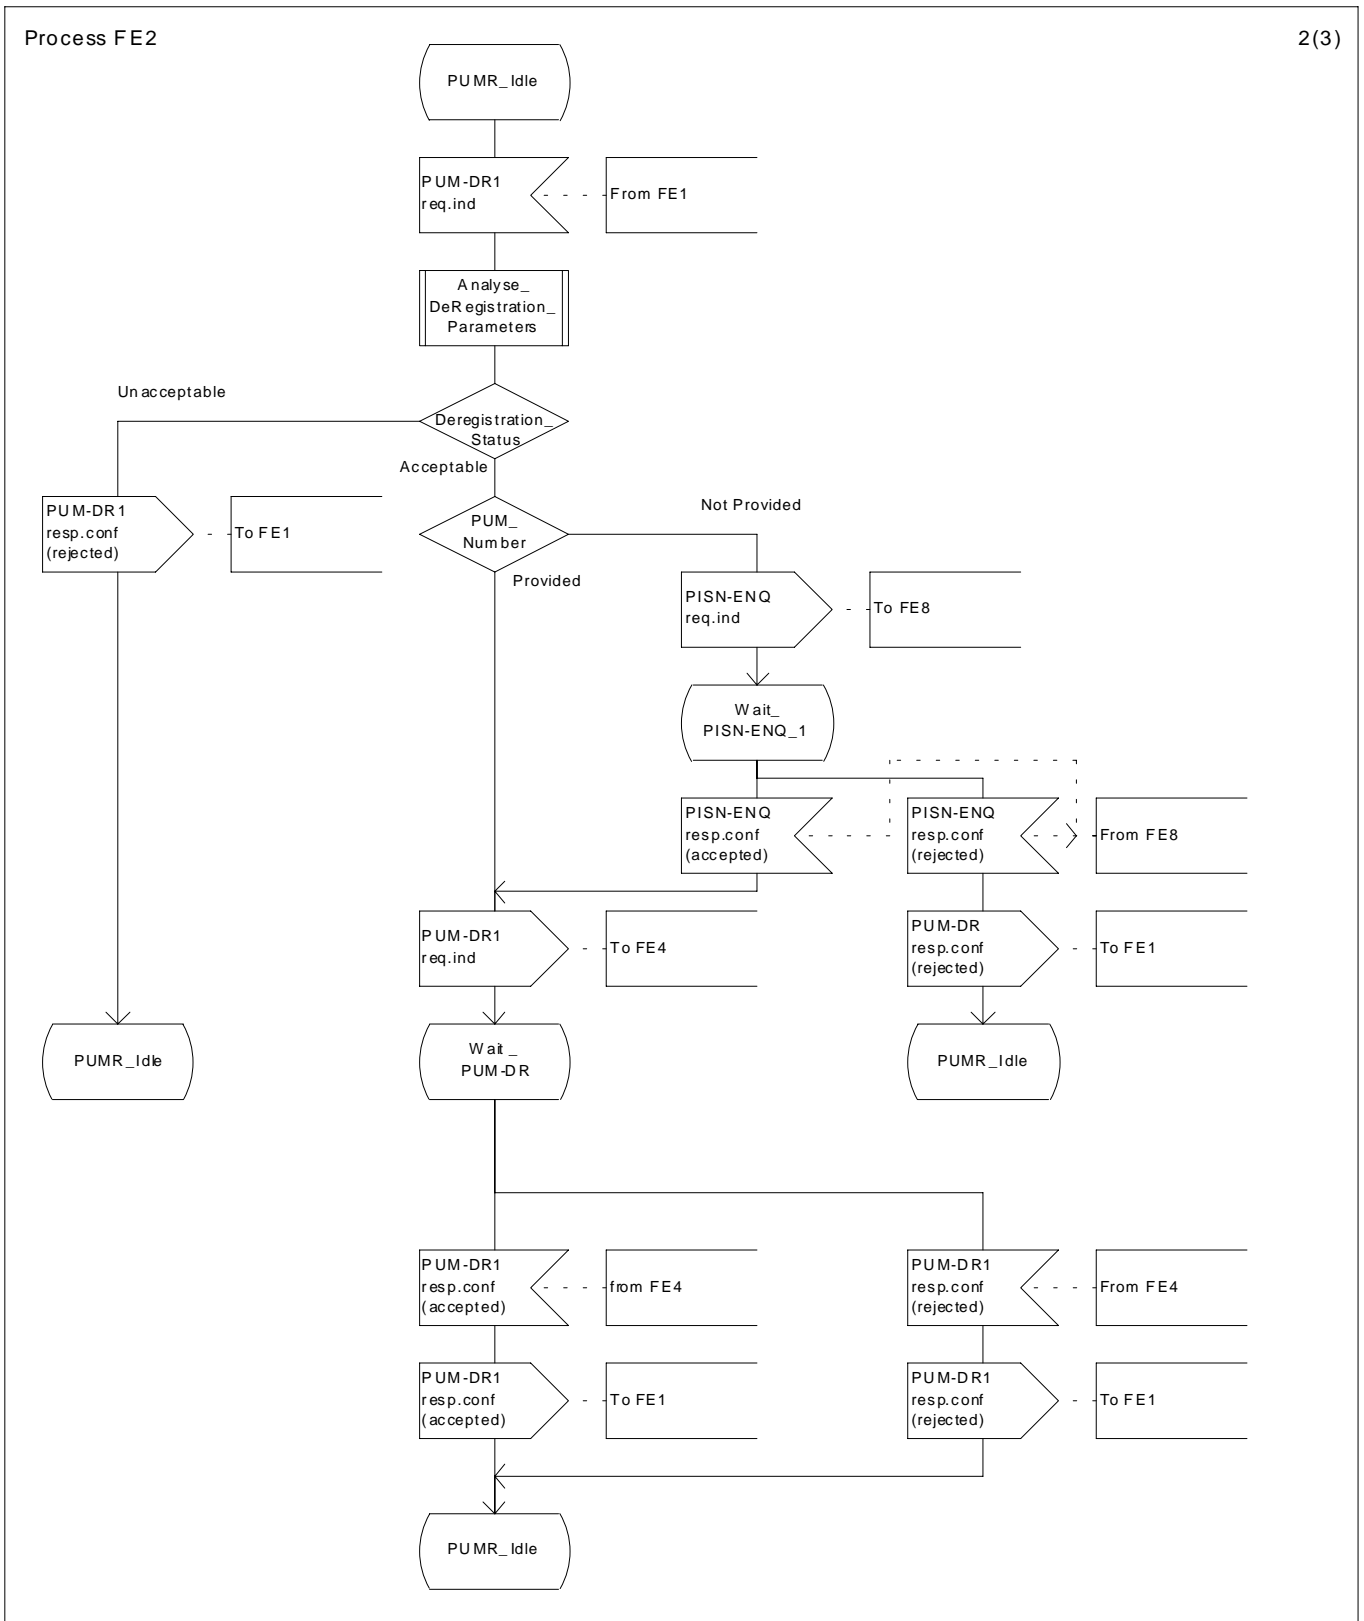 Process FE2
2(3)
PUMR_Idle
PUM-DR1
req.ind
From FE1
Analyse_
DeRegistration_
Parameters
Unacceptable
Deregistration_
Status
Acceptable
PUM-DR1
resp.conf
(rejected)
To FE1
PUM_
Number
Not Provided
Provided
PISN-ENQ
req.ind
To FE8
Wait_
PISN-ENQ_1
PISN-ENQ
resp.conf
(accepted)
PISN-ENQ
resp.conf
(rejected)
From FE8
PUM-DR1
req.ind
To FE4
PUM-DR
resp.conf
(rejected)
To FE1
PUMR_Idle
Wait_
PUM-DR
PUMR_Idle
PUM-DR1
resp.conf
(accepted)
from FE4
PUM-DR1
resp.conf
(rejected)
From FE4
PUM-DR1
resp.conf
(accepted)
To FE1
PUM-DR1
resp.conf
(rejected)
To FE1
PUMR_Idle